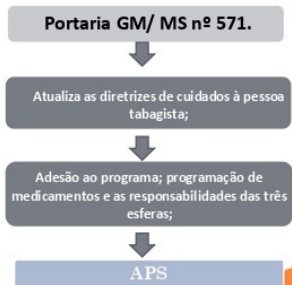 Portaria GM/ MS nº 571.
Atualiza as diretrizes de cuidados à pessoa
tabagista;
Adesão ao programa; programação de
medicamentos e as responsabilidades das três
esferas;
APS